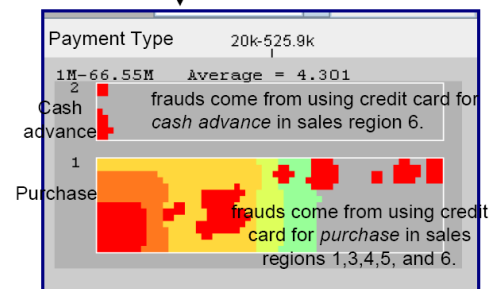 Payment Type 20k-525.9k
1M-66.55M Average = 4.301
2
Cash advance
frauds come from using credit card for
cash advance in sales region 6.
1
Purchase
frauds come from using credit
card for purchase in sales
regions 1,3,4,5, and 6.